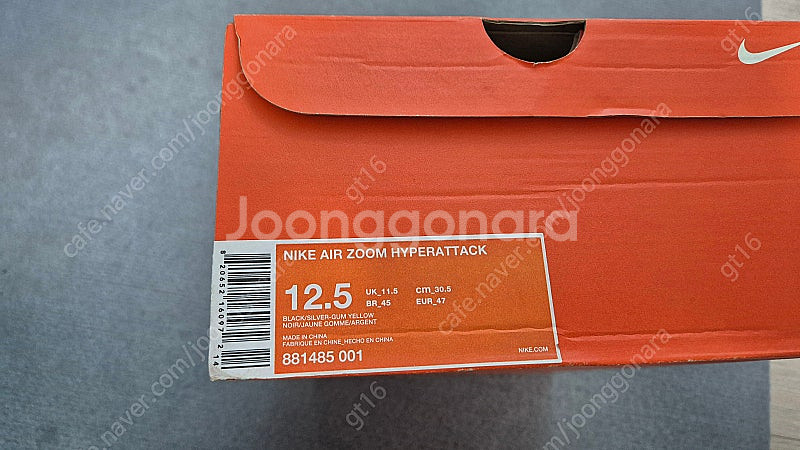 Joonggonara
NIKE AIR ZOOM HYPERATTACK
12.5
UK_11.5
cm_30.5
BR_45
EUR_47
BLACK/SILVER-GUM YELLOW
NOIR/JAUNE GOMME/ARGENT
MADE IN CHINA
FABRIQUE EN CHINE_HECHO EN CHINA
881485 001
NIKE.COM
cafe.naver.com/joonggonara
gt16